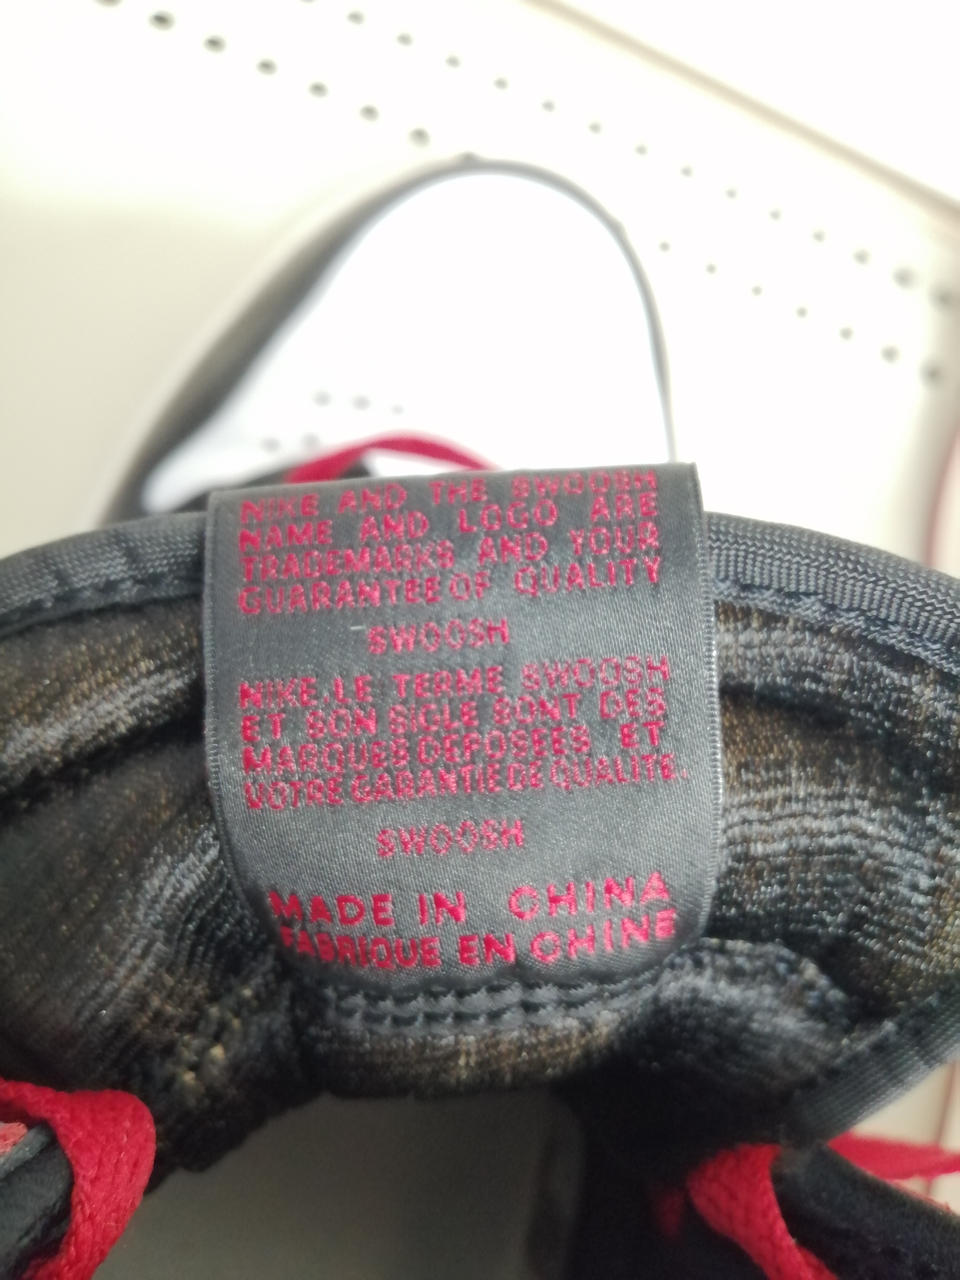 NIKE AND THE SWOOSH
NAME AND LOGO ARE
TRADEMARKS AND YOUR
GUARANTEE OF QUALITY
SWOOSH
NIKE.LE TERME SWOOSH
ET SON SIGLE SONT DES
MARQUES DEPOSEES ET
VOTRE GARANTIE DE QUALITE.
SWOOSH
MADE IN CHINA
FABRIQUE EN CHINE